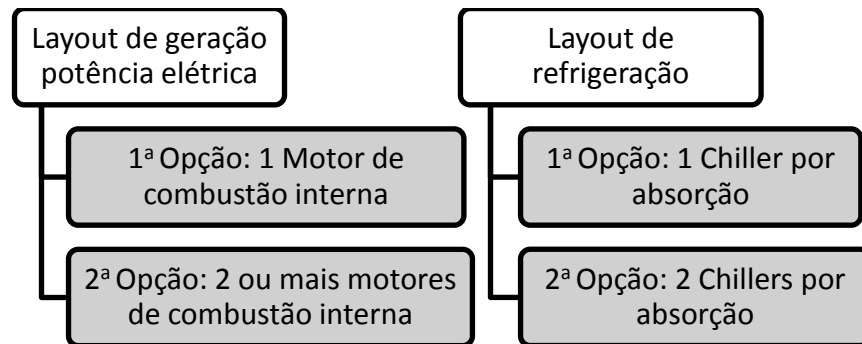 Layout de geração
potência elétrica
1ª Opção: 1 Motor de
combustão interna
2ª Opção: 2 ou mais motores
de combustão interna
Layout de
refrigeração
1ª Opção: 1 Chiller por
absorção
2ª Opção: 2 Chillers por
absorção